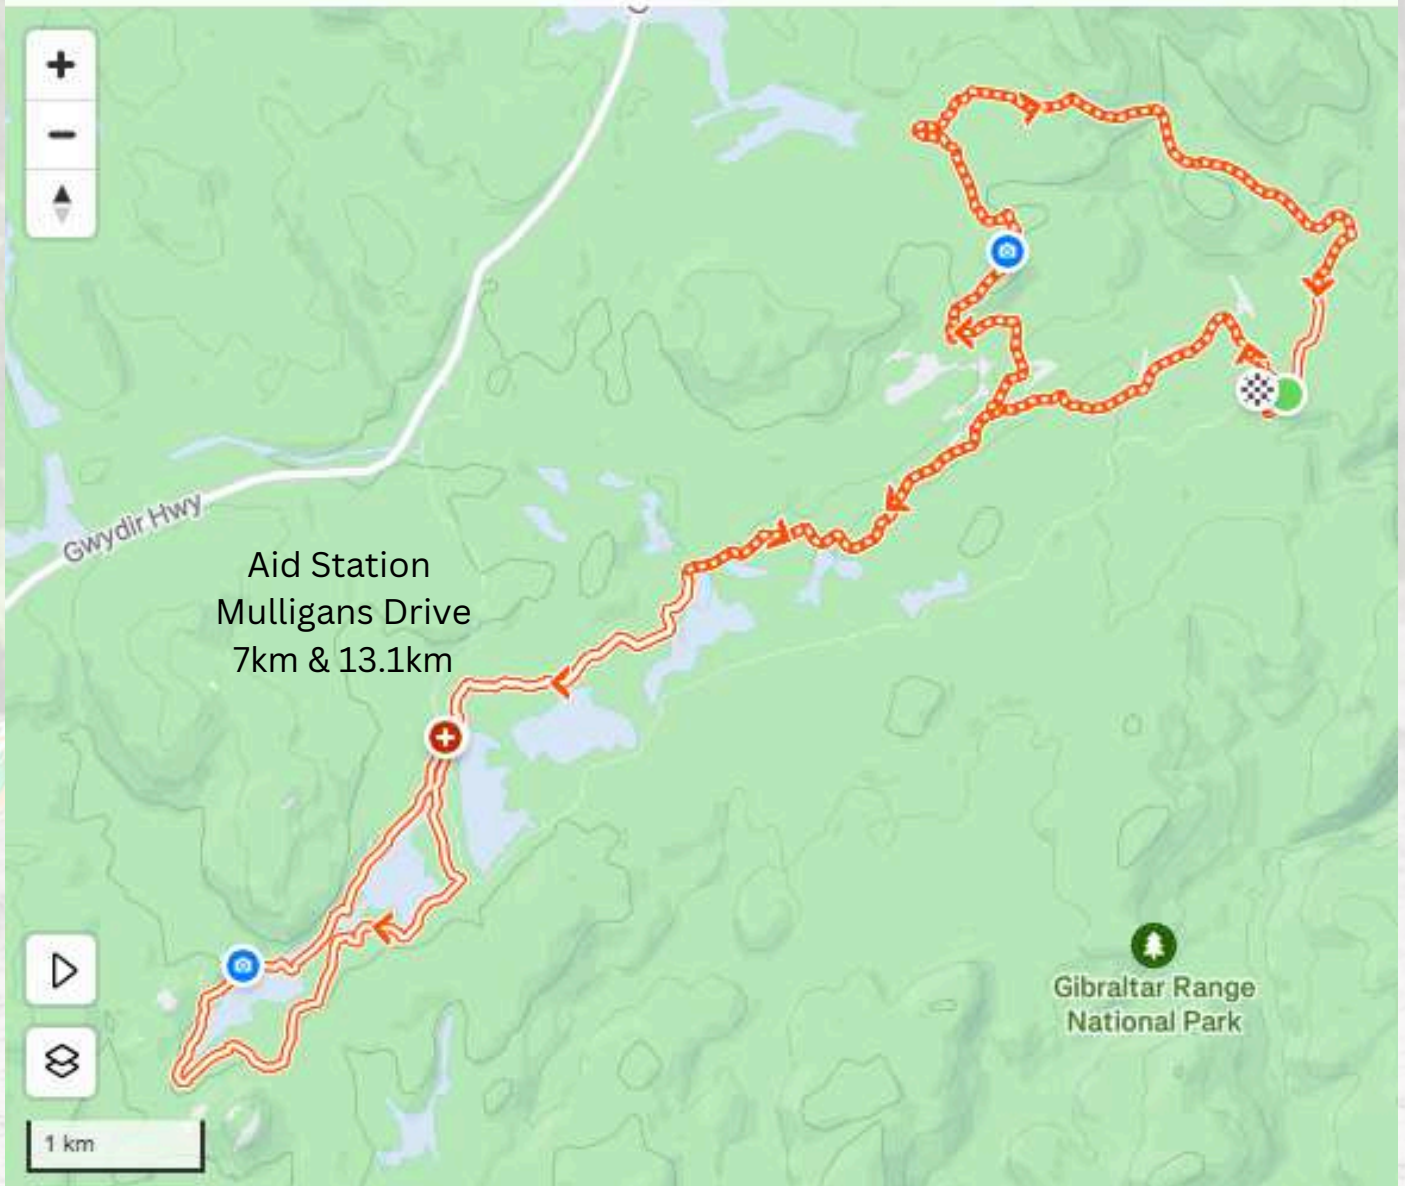 Gwydir Hwy
Aid Station
Mulligans Drive
7km & 13.1km
Gibraltar Range
National Park
1 km